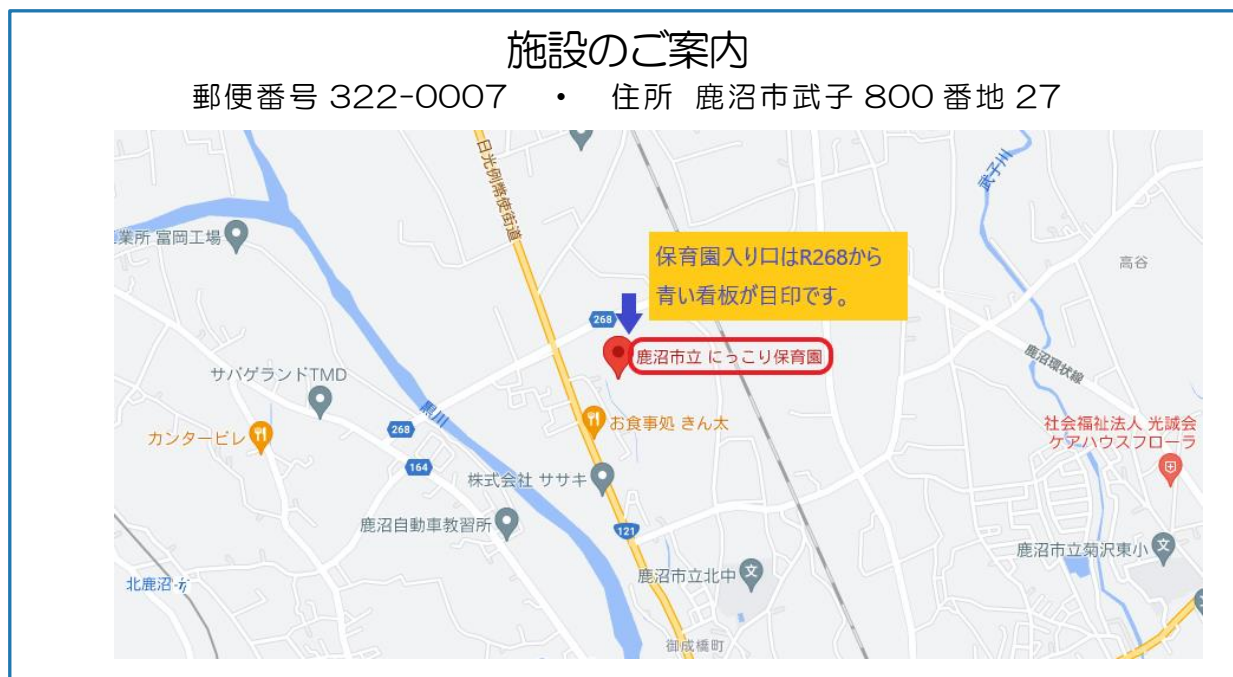 施設のご案内
郵便番号 322-0007 ・ 住所 鹿沼市武子 800 番地 27
日光例幣使街道
武子川
業所 富岡工場
保育園入り口はR268から
青い看板が目印です。
高谷
268
鹿沼市立 にっこり保育園
鹿沼環状線
サバゲランドTMD
黒川
お食事処 きん太
カンタービレ
268
社会福祉法人 光誠会
ケアハウスフローラ
164
株式会社 ササキ
鹿沼自動車教習所
121
鹿沼市立菊沢東小
文
鹿沼市立北中
文
北鹿沼
御成橋町